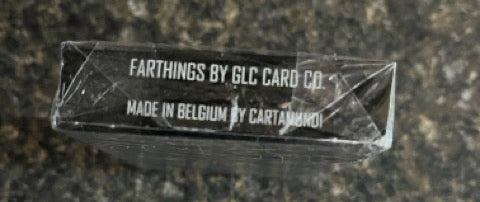 FARTHINGS BY GLC CARD CO.
MADE IN BELGIUM BY CARTAMUNDI